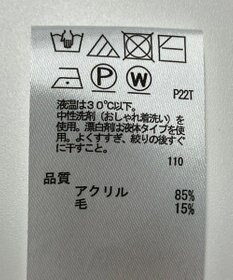 P22T
液温は30℃以下。
中性洗剤（おしゃれ着洗い）を
使用。漂白剤は液体タイプを使
用。よくすすぎ、絞りの後すぐ
に干すこと。
110
品質
アクリル 85%
毛 15%